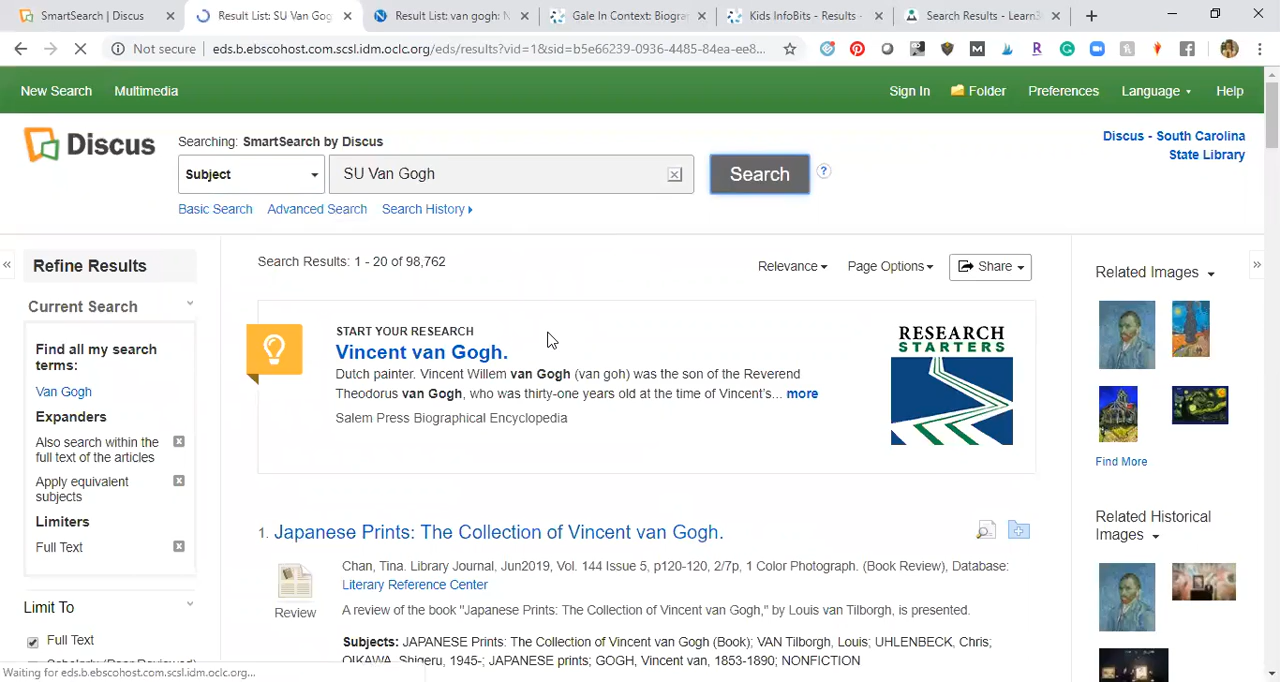 SmartSearch | Discus
Result List: SU Van Gog
Result List: van gogh: N
Gale In Context: Biogra
Kids InfoBits - Results -
Search Results - Learn3
Not secure
eds.b.ebscohost.com.scsl.idm.oclc.org/eds/results?vid=1&sid=b5e66239-0936-4485-84ea-ee8...
New Search
Multimedia
Sign In
Folder
Preferences
Language
Help
Discus
Searching: SmartSearch by Discus
Subject
SU Van Gogh
Search
?
Discus - South Carolina
State Library
Basic Search
Advanced Search
Search History
Refine Results
Current Search
Find all my search
terms:
Van Gogh
Expanders
Also search within the
full text of the articles
Apply equivalent
subjects
Limiters
Full Text
Limit To
Full Text
Scholarly (Peer Reviewed)
Search Results: 1 - 20 of 98,762
Relevance
Page Options
Share
START YOUR RESEARCH
Vincent van Gogh.
Dutch painter. Vincent Willem van Gogh (van goh) was the son of the Reverend
Theodorus van Gogh, who was thirty-one years old at the time of Vincent's... more
Salem Press Biographical Encyclopedia
RESEARCH
STARTERS
1. Japanese Prints: The Collection of Vincent van Gogh.
Chan, Tina. Library Journal, Jun2019, Vol. 144 Issue 5, p120-120, 2/7p, 1 Color Photograph. (Book Review), Database:
Literary Reference Center
Review
A review of the book "Japanese Prints: The Collection of Vincent van Gogh," by Louis van Tilborgh, is presented.
Subjects: JAPANESE Prints: The Collection of Vincent van Gogh (Book); VAN Tilborg, Louis; UHLENBECK, Chris;
JAPANESE prints; GOGH, Vincent van, 1853-1890; NONFICTION
Related Images
Find More
Related Historical
Images
Waiting for eds.b.ebscohost.com.scsl.idm.oclc.org...